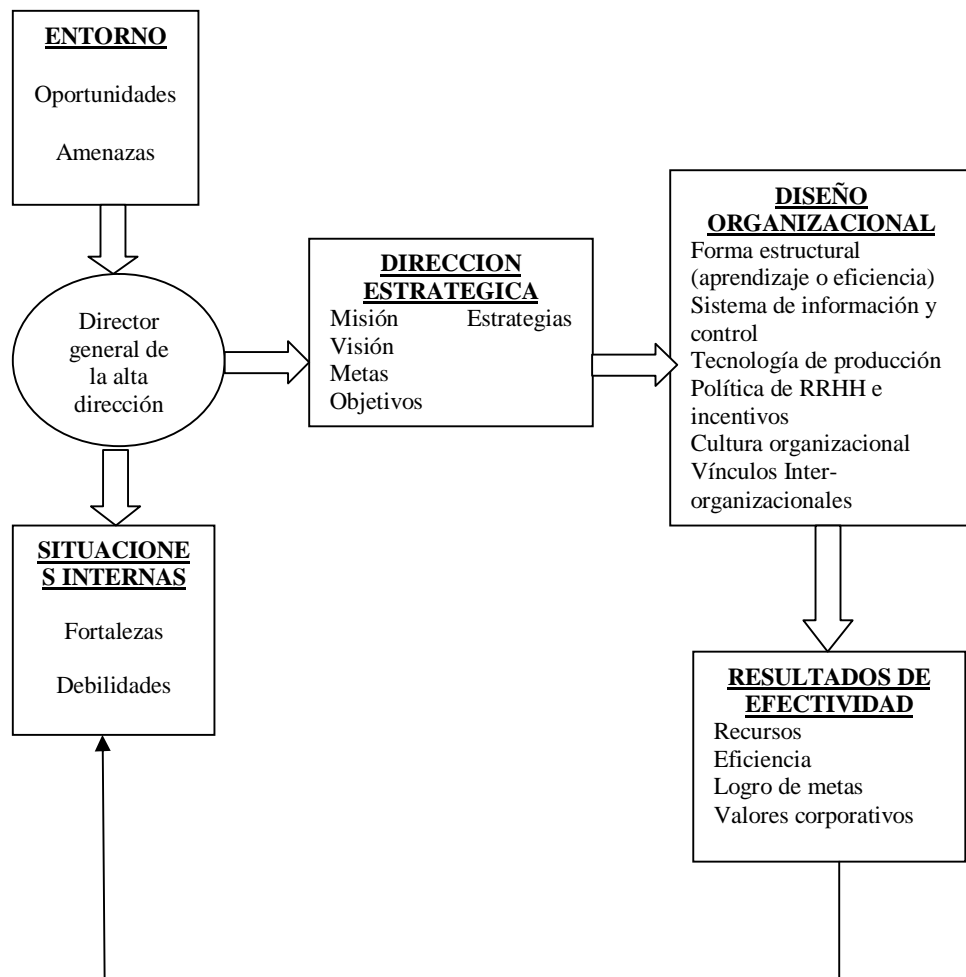 ENTORNO
Oportunidades
Amenazas
Director
general de
la alta
dirección
SITUACIONE
S INTERNAS
Fortalezas
Debilidades
DIRECCION
ESTRATEGICA
Misión Estrategias
Visión
Metas
Objetivos
DISEÑO
ORGANIZACIONAL
Forma estructural
(aprendizaje o eficiencia)
Sistema de información y
control
Tecnología de producción
Política de RRHH e
incentivos
Cultura organizacional
Vínculos Inter-
organizacionales
RESULTADOS DE
EFECTIVIDAD
Recursos
Eficiencia
Logro de metas
Valores corporativos